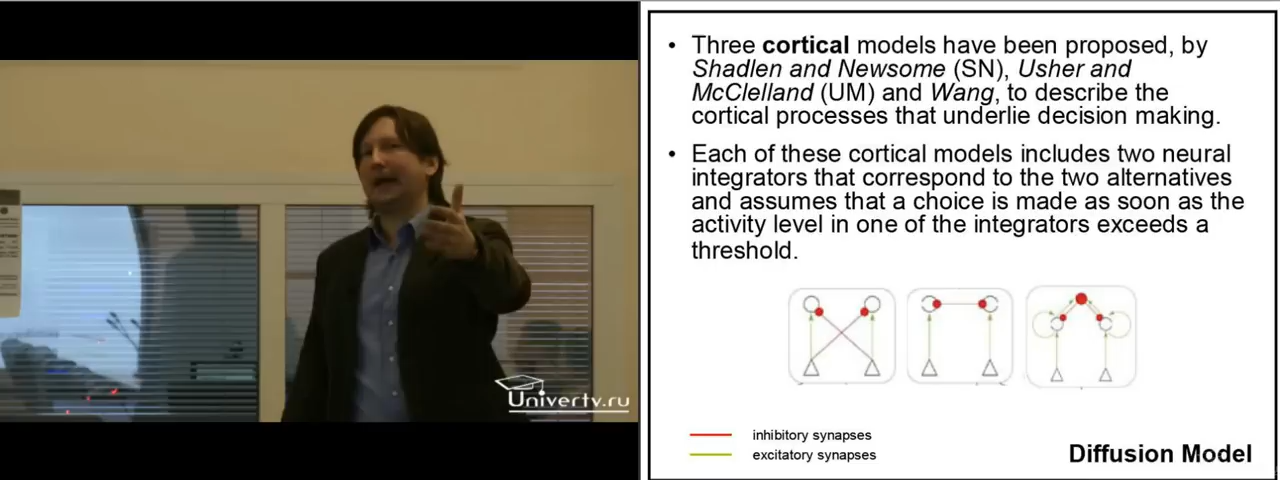 • Three cortical models have been proposed, by
Shadlen and Newsome (SN), Usher and
McClelland (UM) and Wang, to describe the
cortical processes that underlie decision making.
• Each of these cortical models includes two neural
integrators that correspond to the two alternatives
and assumes that a choice is made as soon as the
activity level in one of the integrators exceeds a
threshold.
inhibitory synapses
excitatory synapses
Diffusion Model
Univertv.ru